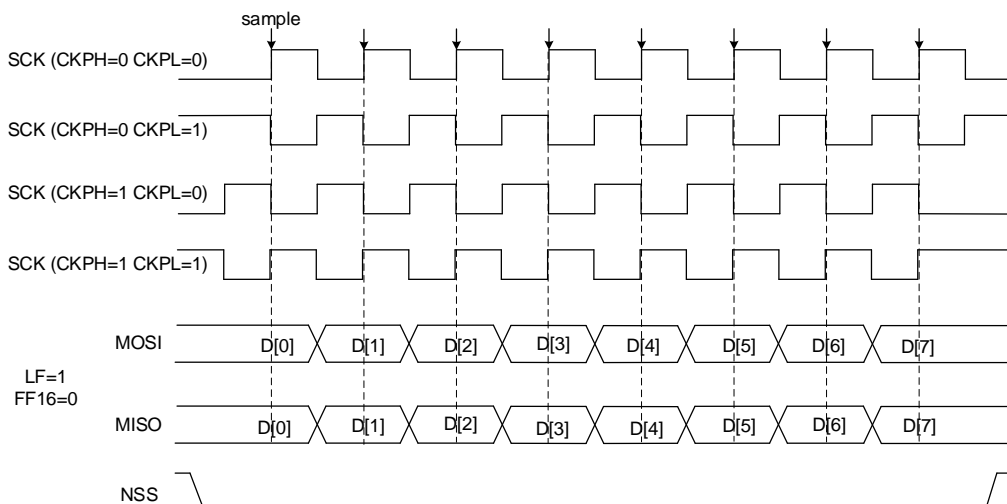 sample
SCK (CKPH=0 CKPL=0)
SCK (CKPH=0 CKPL=1)
SCK (CKPH=1 CKPL=0)
SCK (CKPH=1 CKPL=1)
MOSI
D[0] D[1] D[2] D[3] D[4] D[5] D[6] D[7]
LF=1
FF16=0
MISO
D[0] D[1] D[2] D[3] D[4] D[5] D[6] D[7]
NSS